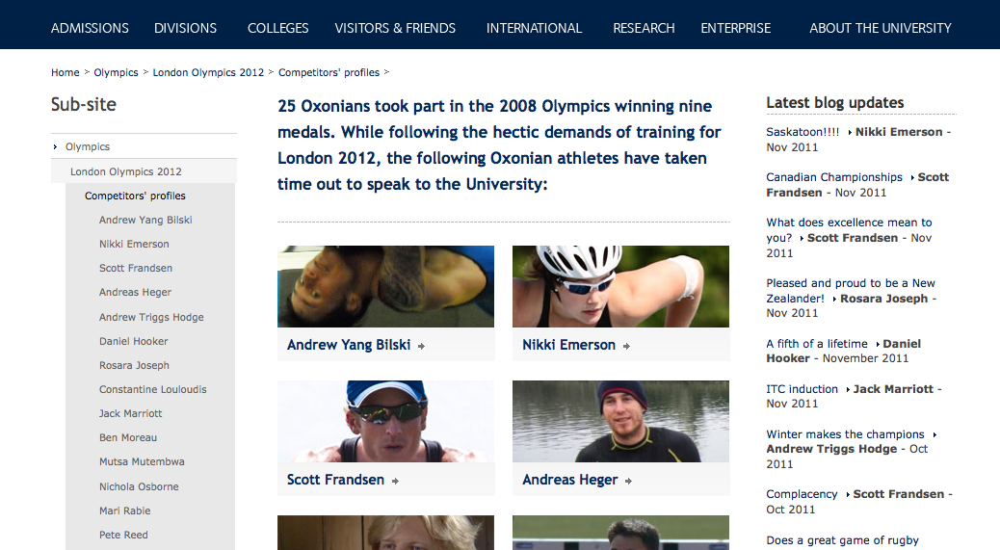 ADMISSIONS DIVISIONS COLLEGES VISITORS & FRIENDS INTERNATIONAL RESEARCH ENTERPRISE ABOUT THE UNIVERSITY
Home > Olympics > London Olympics 2012 > Competitors' profiles >
Sub-site
Olympics
London Olympics 2012
Competitors' profiles
Andrew Yang Bilski
Nikki Emerson
Scott Frandsen
Andreas Heger
Andrew Triggs Hodge
Daniel Hooker
Rosara Joseph
Constantine Louloudis
Jack Marriott
Ben Moreau
Mutsa Mutembwa
Nichola Osborne
Mari Rabie
Pete Reed
25 Oxonians took part in the 2008 Olympics winning nine
medals. While following the hectic demands of training for
London 2012, the following Oxonian athletes have taken
time out to speak to the University:
Andrew Yang Bilski
Nikki Emerson
Scott Frandsen
Andreas Heger
Latest blog updates
Saskatoon!!!! Nikki Emerson -
Nov 2011
Canadian Championships Scott
Frandsen - Nov 2011
What does excellence mean to
you? Scott Frandsen - Nov
2011
Pleased and proud to be a New
Zealander! Rosara Joseph -
Nov 2011
A fifth of a lifetime Daniel
Hooker - November 2011
ITC induction Jack Marriott -
Nov 2011
Winter makes the champions
Andrew Triggs Hodge - Oct
2011
Complacency Scott Frandsen -
Oct 2011
Does a great game of rugby